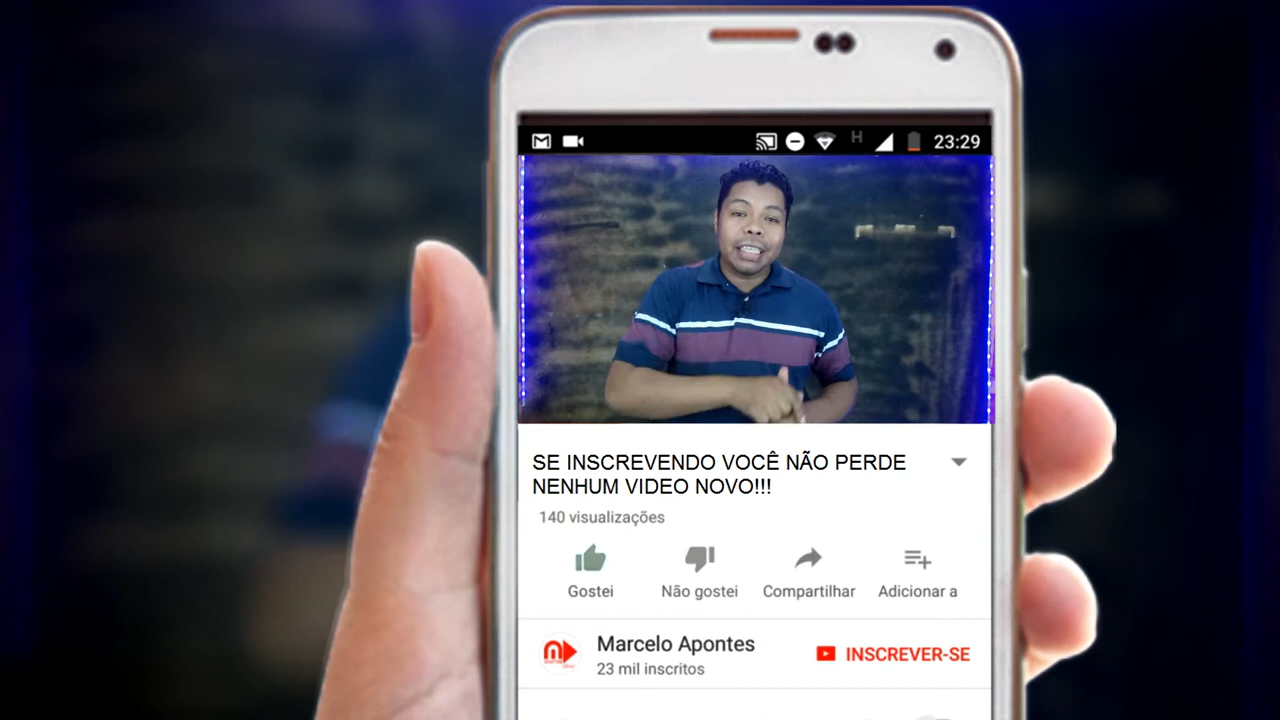 H
23:29
SE INSCREVENDO VOCÊ NÃO PERDE
NENHUM VIDEO NOVO!!!
140 visualizações
Gostei
Não gostei
Compartilhar
Adicionar a
Marcelo Apontes
INSCREVER-SE
23 mil inscritos